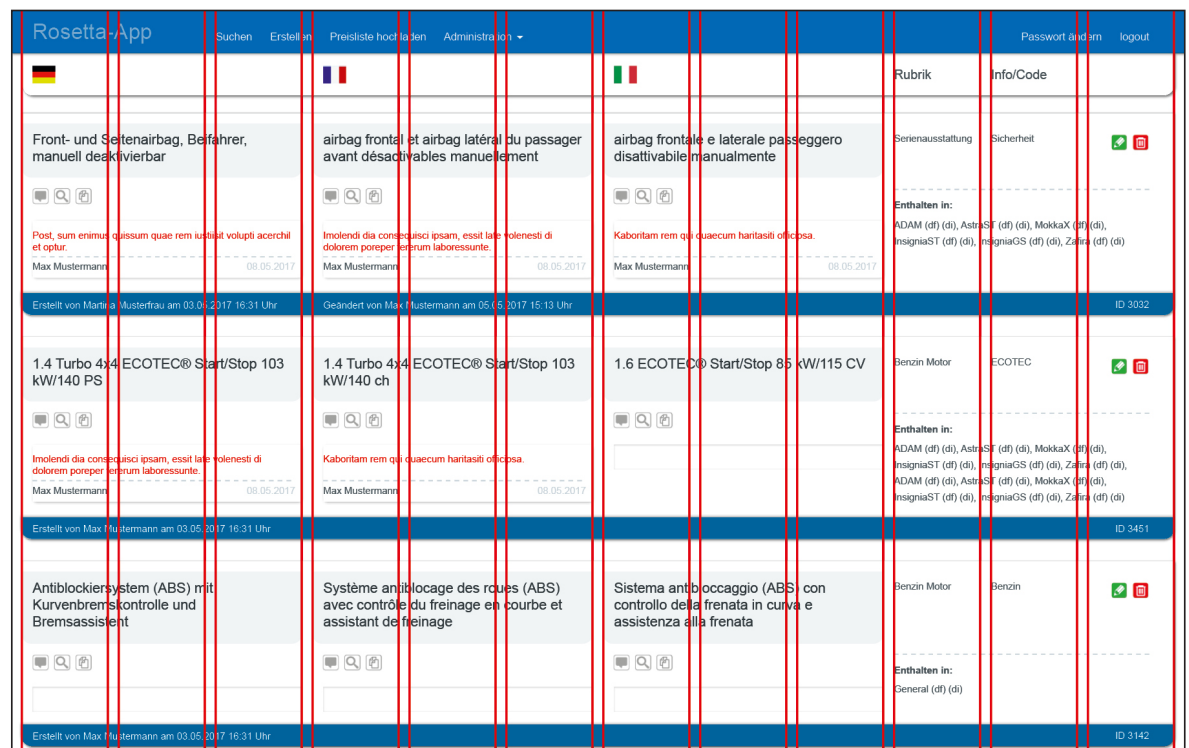 Rosetta-App Suchen Erstellen Preisliste hochladen Administration Passwort ändern logout
Rubrik Info/Code
Front- und Seitenairbag, Beifahrer,
manuell deaktivierbar
airbag frontal et airbag latéral du passager
avant désactivables manuellement
airbag frontale e laterale passeggero
disattivabile manualmente
Serienausstattung Sicherheit
Post, sum enimus quissum quae rem iustiisit volupti acerchil
et optur.
Max Mustermann 08.05.2017
Imolendi dia consequisci ipsam, essit late volenesti di
dolorem poreper fererum laboressunte.
Max Mustermann 08.05.2017
Kaboritam rem qui quaecum haritasiti officipsa.
Max Mustermann 08.05.2017
Enthalten in:
ADAM (df) (di), AstraST (df) (di), MokkaX (df) (di),
InsigniaST (df) (di), InsigniaGS (df) (di), Zafira (df) (di)
Erstellt von Martina Musterfrau am 03.05.2017 16:31 Uhr Geändert von Max Mustermann am 05.05.2017 15:13 Uhr ID 3032
1.4 Turbo 4x4 ECOTEC® Start/Stop 103
kW/140 PS
1.4 Turbo 4x4 ECOTEC® Start/Stop 103
kW/140 ch
1.6 ECOTEC® Start/Stop 85 kW/115 CV
Benzin Motor ECOTEC
Imolendi dia consequisci ipsam, essit late volenesti di
dolorem poreper fererum laboressunte.
Max Mustermann 08.05.2017
Kaboritam rem qui quaecum haritasiti officipsa.
Max Mustermann 08.05.2017
Enthalten in:
ADAM (df) (di), AstraST (df) (di), MokkaX (df) (di),
InsigniaST (df) (di), InsigniaGS (df) (di), Zafira (df) (di),
ADAM (df) (di), AstraST (df) (di), MokkaX (df) (di),
InsigniaST (df) (di), InsigniaGS (df) (di), Zafira (df) (di)
Erstellt von Max Mustermann am 03.05.2017 16:31 Uhr ID 3451
Antiblockiersystem (ABS) mit
Kurvenbremskontrolle und
Bremsassistent
Système antiblocage des roues (ABS)
avec contrôle du freinage en courbe et
assistant de freinage
Sistema antibloccaggio (ABS) con
controllo della frenata in curva e
assistenza alla frenata
Benzin Motor Benzin
Enthalten in:
General (df) (di)
Erstellt von Max Mustermann am 03.05.2017 16:31 Uhr ID 3142